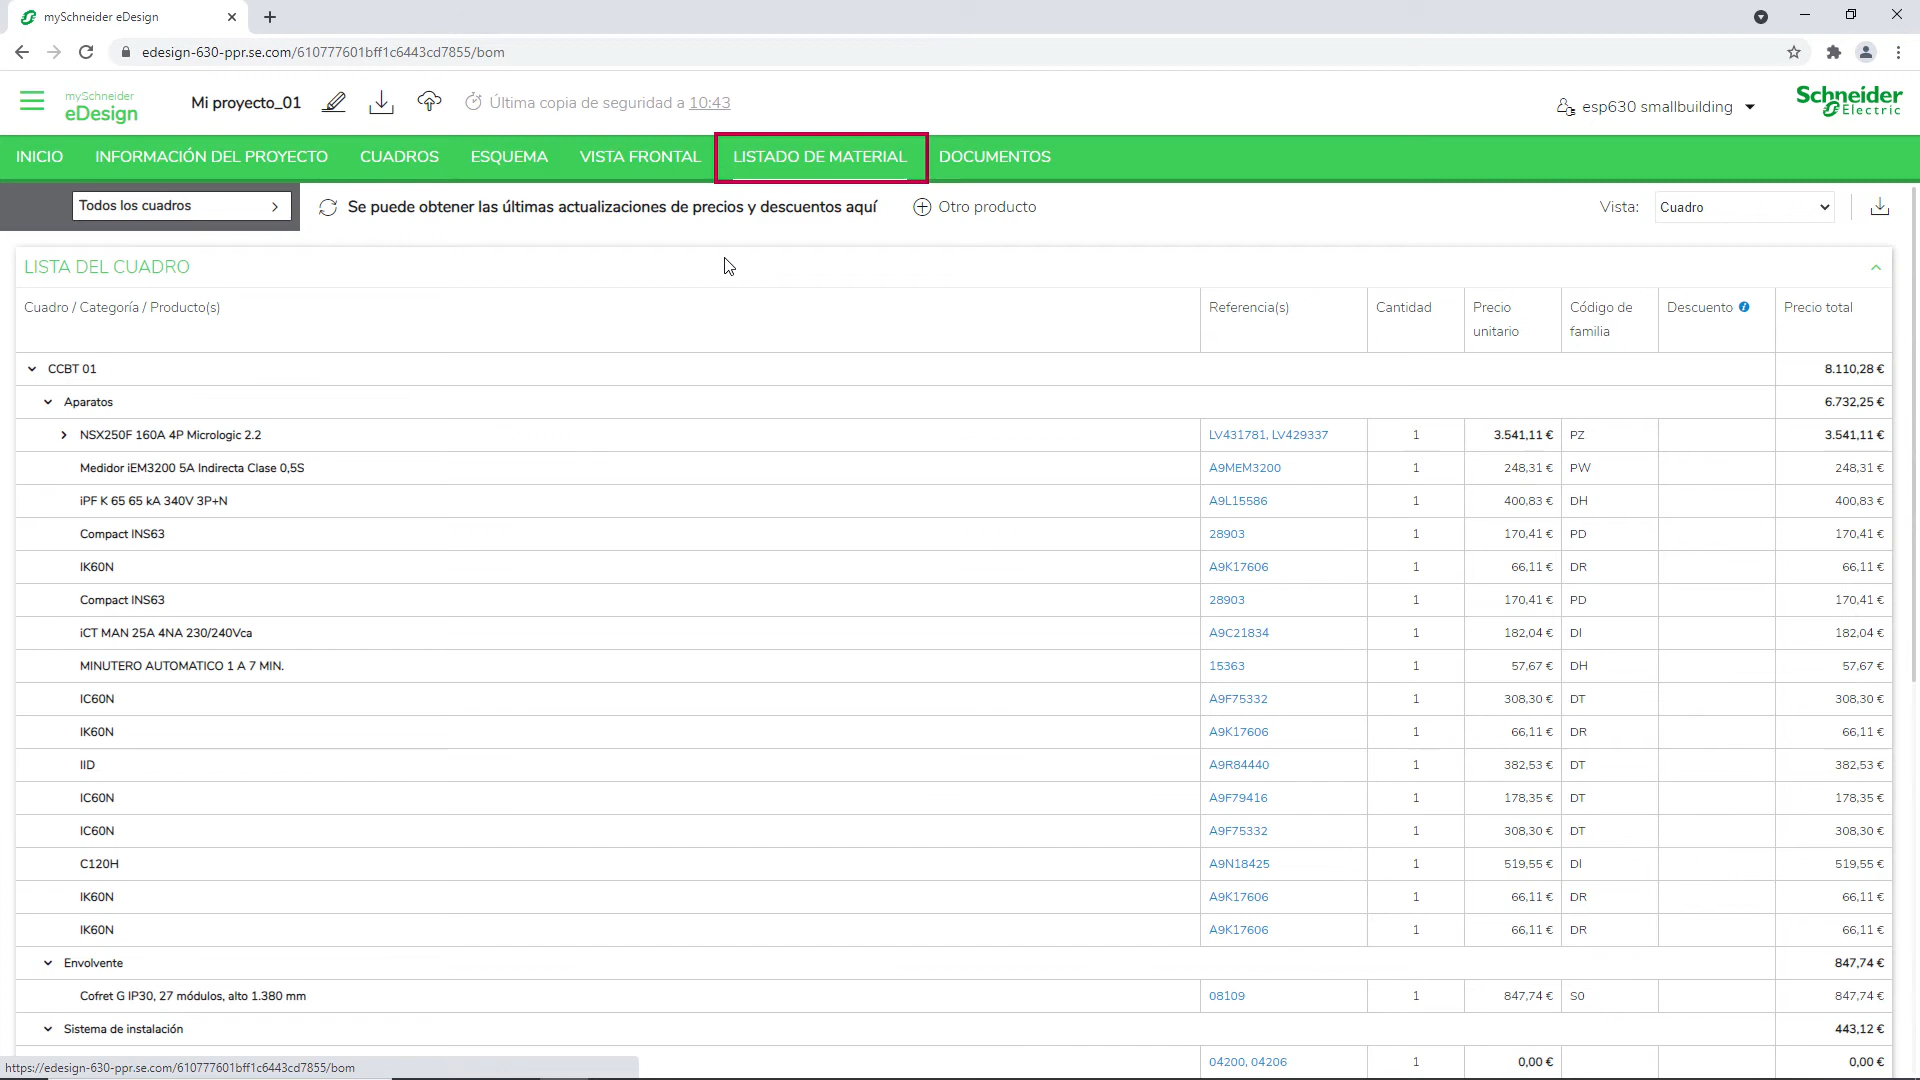 mySchneider eDesign
edesign-630-ppr.se.com/610777601bff1c6443cd7855/bom
mySchneider
eDesign
Mi proyecto_01
Última copia de seguridad a 10:43
esp630 smallbuilding
Schneider
Electric
INICIO INFORMACIÓN DEL PROYECTO CUADROS ESQUEMA VISTA FRONTAL LISTADO DE MATERIAL DOCUMENTOS
Todos los cuadros
Se puede obtener las últimas actualizaciones de precios y descuentos aquí
Otro producto
Vista: Cuadro
LISTA DEL CUADRO
Cuadro / Categoría / Producto(s) Referencia(s) Cantidad Precio unitario Código de familia Descuento Precio total
CCBT 01 8.110,28 €
Aparatos 6.732,25 €
NSX250F 160A 4P Micrologic 2.2 LV431781, LV429337 1 3.541,11 € PZ 3.541,11 €
Medidor iEM3200 5A Indirecta Clase 0,5S A9MEM3200 1 248,31 € PW 248,31 €
iPF K 65 65 kA 340V 3P+N A9L15586 1 400,83 € DH 400,83 €
Compact INS63 28903 1 170,41 € PD 170,41 €
IK60N A9K17606 1 66,11 € DR 66,11 €
Compact INS63 28903 1 170,41 € PD 170,41 €
iCT MAN 25A 4NA 230/240Vca A9C21834 1 182,04 € DI 182,04 €
MINUTERO AUTOMATICO 1 A 7 MIN. 15363 1 57,67 € DH 57,67 €
IC60N A9F75332 1 308,30 € DT 308,30 €
IK60N A9K17606 1 66,11 € DR 66,11 €
IID A9R84440 1 382,53 € DT 382,53 €
IC60N A9F79416 1 178,35 € DT 178,35 €
IC60N A9F75332 1 308,30 € DT 308,30 €
C120H A9N18425 1 519,55 € DI 519,55 €
IK60N A9K17606 1 66,11 € DR 66,11 €
IK60N A9K17606 1 66,11 € DR 66,11 €
Envolvente 847,74 €
Cofret G IP30, 27 módulos, alto 1.380 mm 08109 1 847,74 € S0 847,74 €
Sistema de instalación 443,12 €
04200, 04206 1 0,00 € 0,00 €
https://edesign-630-ppr.se.com/610777601bff1c6443cd7855/bom